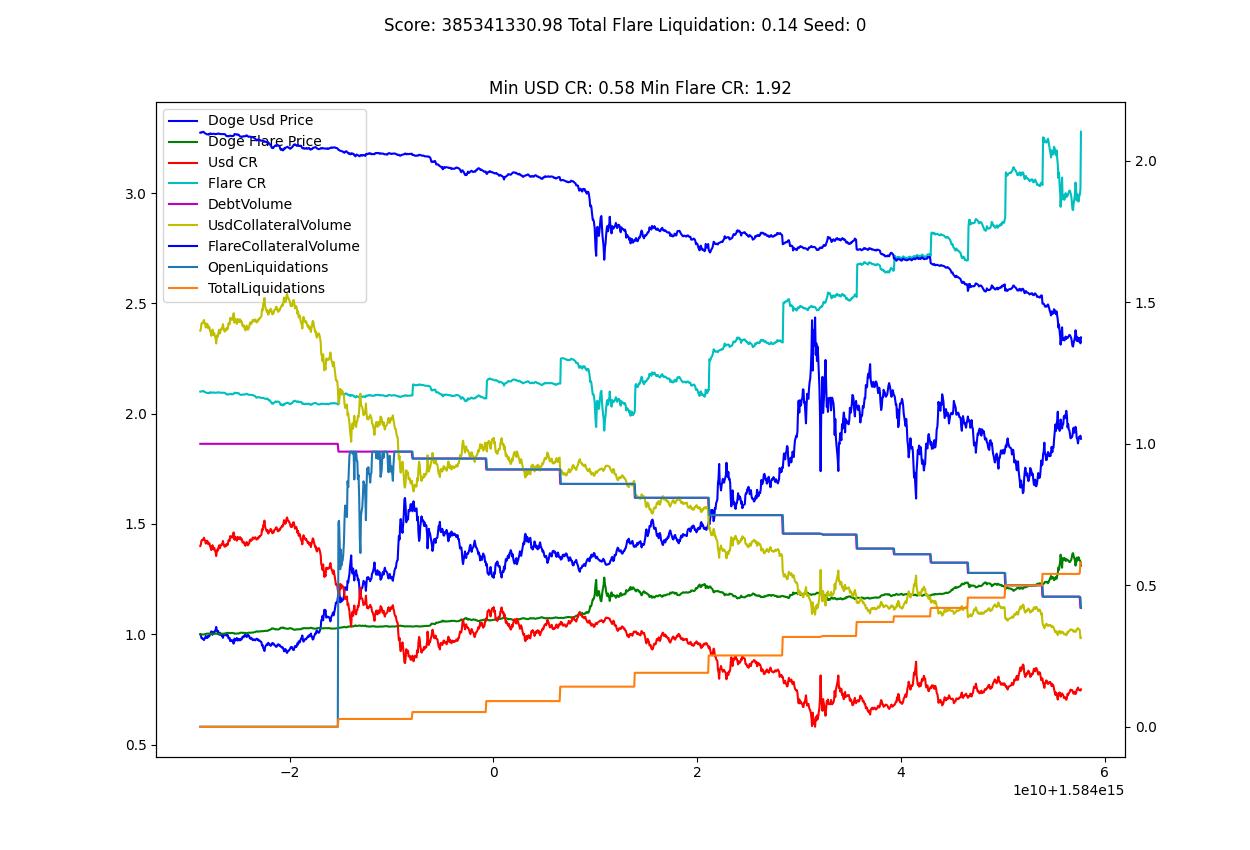 Score: 385341330.98 Total Flare Liquidation: 0.14 Seed: 0
Min USD CR: 0.58 Min Flare CR: 1.92
Doge Usd Price
Doge Flare Price
Usd CR
Flare CR
DebtVolume
UsdCollateralVolume
FlareCollateralVolume
OpenLiquidations
TotalLiquidations
3.0
2.5
2.0
1.5
1.0
0.5
2.0
1.5
1.0
0.5
0.0
−2
0
2
4
6
1e10+1.584e15